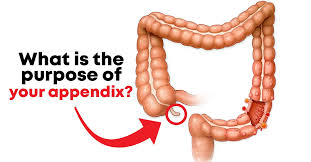 What is the
purpose of
your appendix?